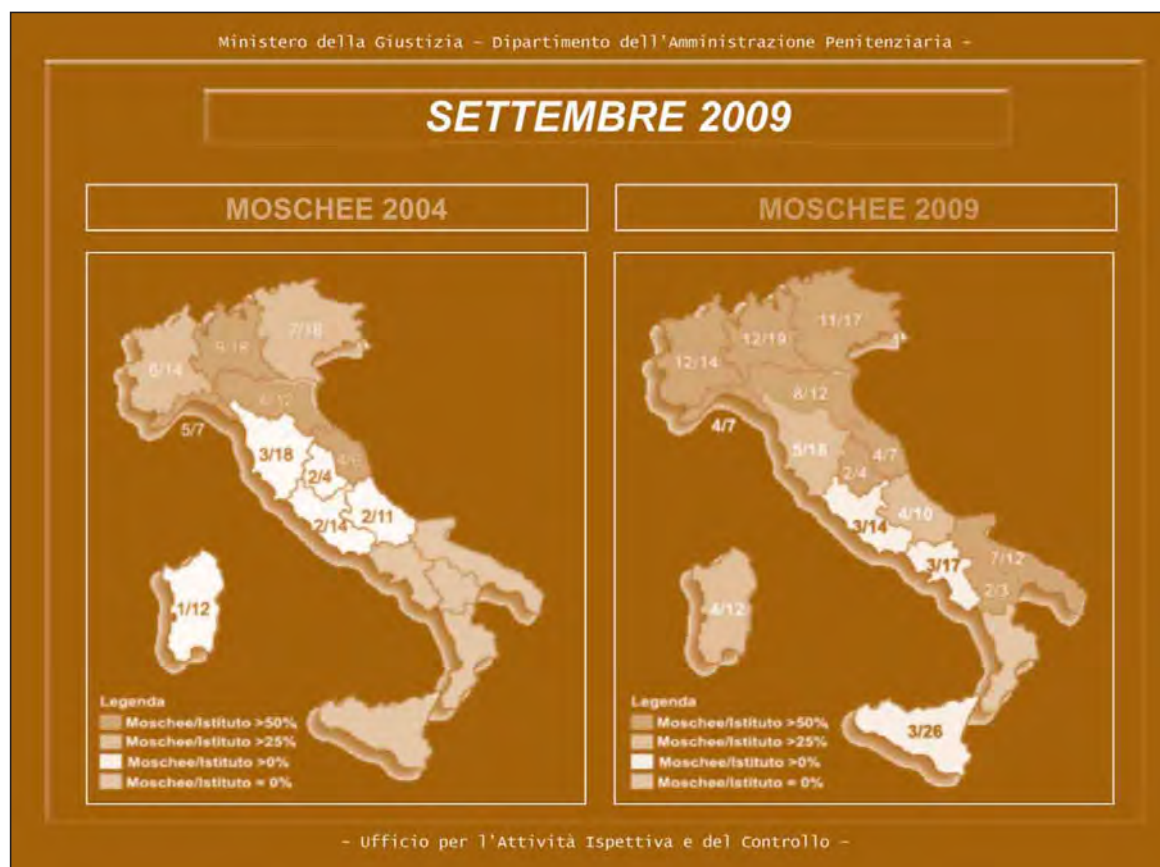 Ministero della Giustizia – Dipartimento dell'Amministrazione Penitenziaria –
SETTEMBRE 2009
MOSCHEE 2004
7/18
9/18
6/14
5/7
3/18
2/4
2/14
2/11
1/12
Legenda
Moschee/Istituto >50%
Moschee/Istituto >25%
Moschee/Istituto >0%
Moschee/Istituto = 0%
MOSCHEE 2009
11/17
12/19
12/14
8/12
4/7
5/18
4/7
2/4
4/10
3/14
3/17
7/12
2/3
4/12
3/26
Legenda
Moschee/Istituto >50%
Moschee/Istituto >25%
Moschee/Istituto >0%
Moschee/Istituto = 0%
– Ufficio per l'Attività Ispettiva e del Controllo –